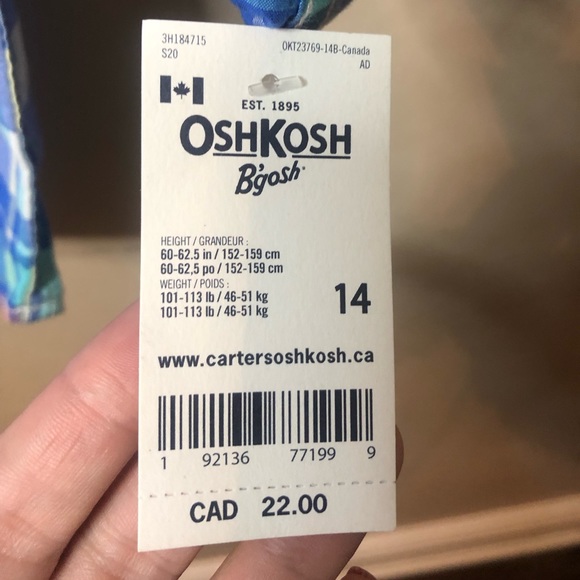 3H184715
S20
OKT23769-14B-Canada
AD
EST. 1895
OSHKOSH
B'gosh
HEIGHT / GRANDEUR :
60-62.5 in / 152-159 cm
60-62,5 po / 152-159 cm
WEIGHT / POIDS :
101-113 lb / 46-51 kg
101-113 lb / 46-51 kg
14
www.cartersoshkosh.ca
1 92136 77199 9
CAD 22.00